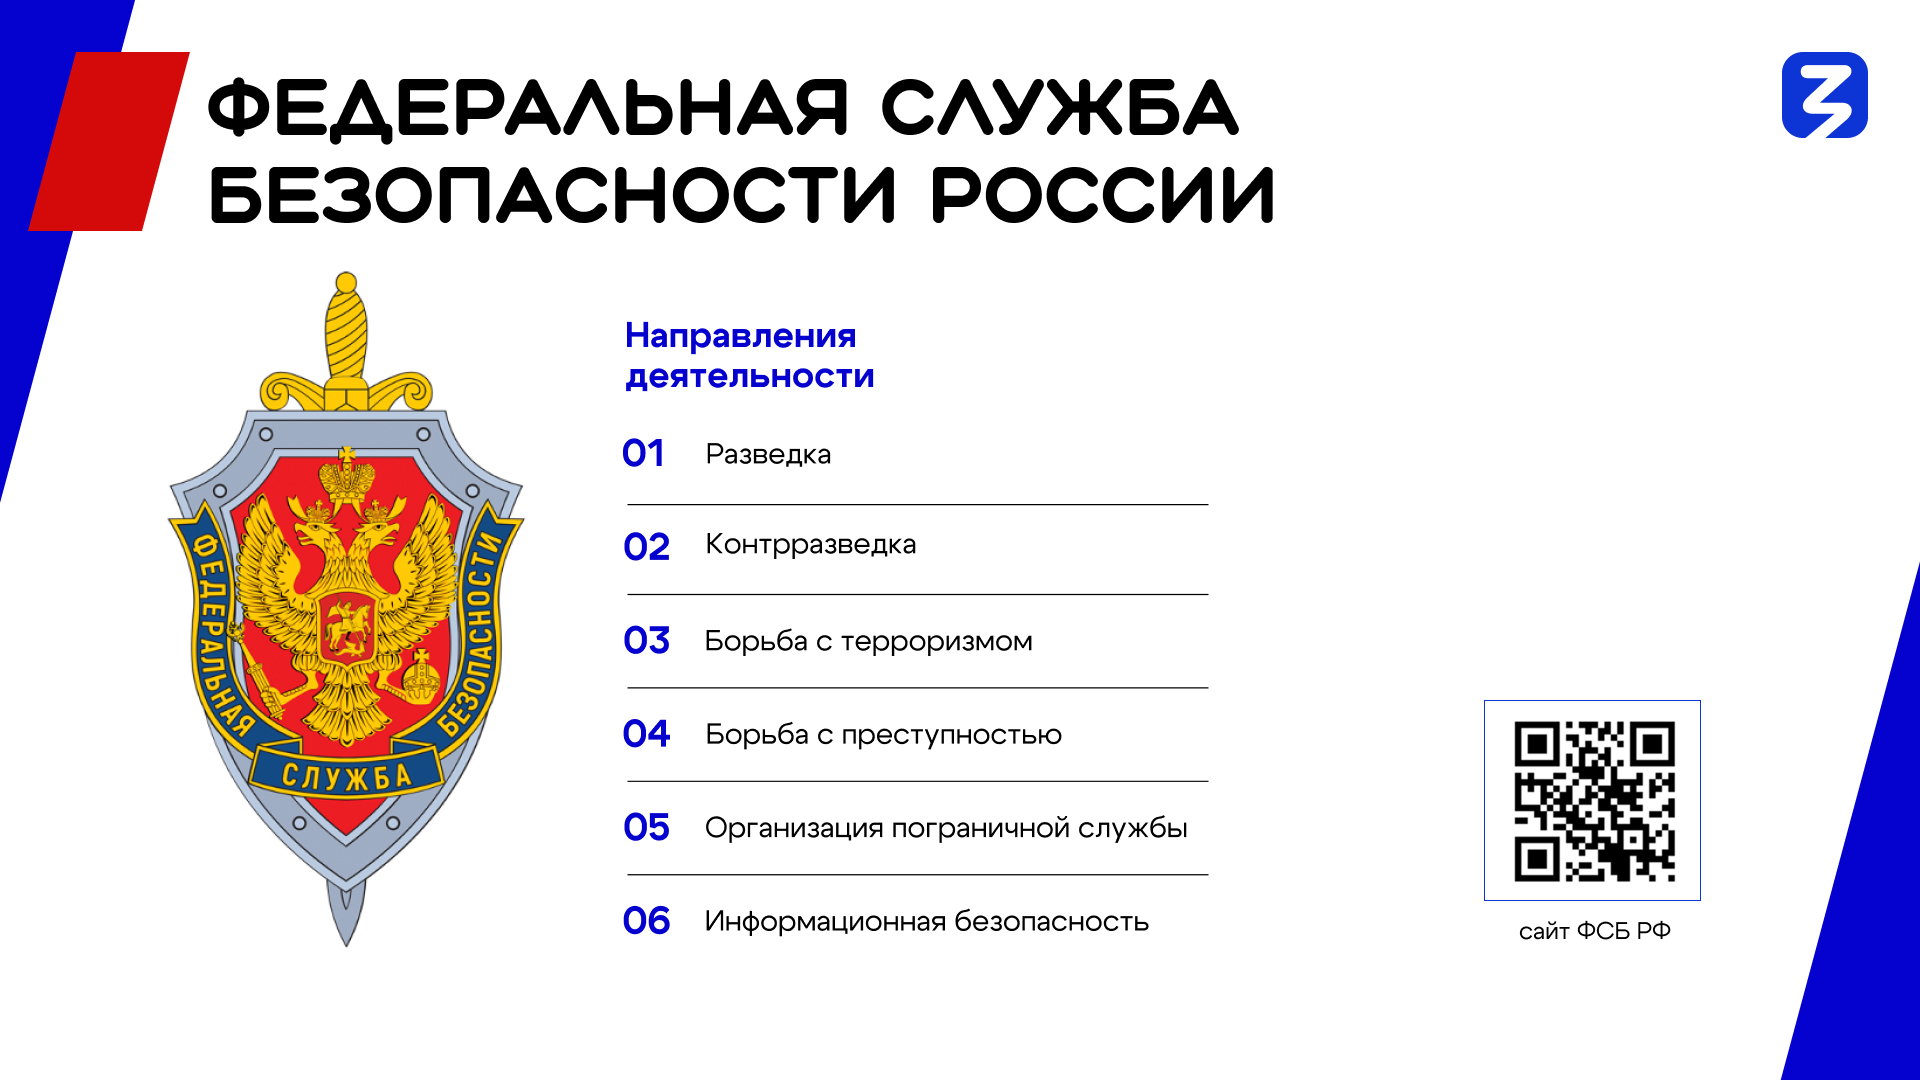 ФЕДЕРАЛЬНАЯ СЛУЖБА
БЕЗОПАСНОСТИ РОССИИ
ФЕДЕРАЛЬНАЯ
СЛУЖБА
БЕЗОПАСНОСТИ
Направления
деятельности
01 Разведка
02 Контрразведка
03 Борьба с терроризмом
04 Борьба с преступностью
05 Организация пограничной службы
06 Информационная безопасность
сайт ФСБ РФ